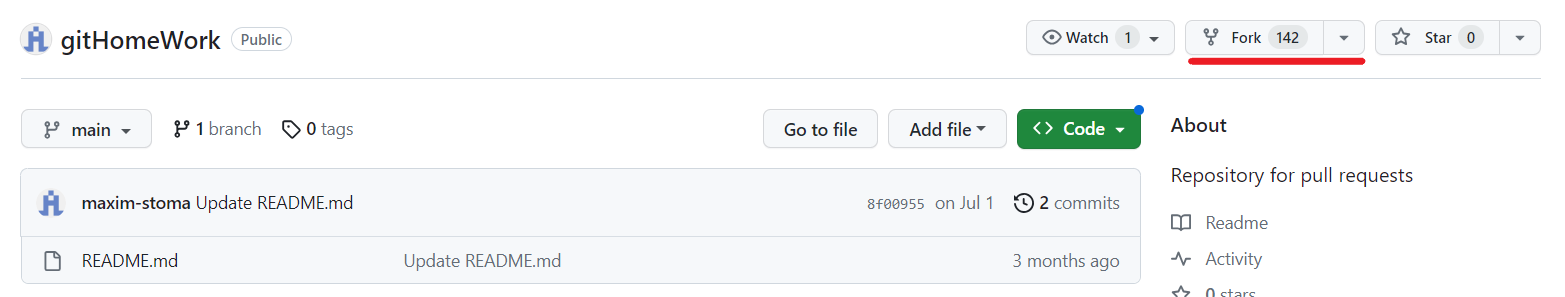 gitHomeWork Public Watch 1 Fork 142 Star 0
main 1 branch 0 tags Go to file Add file Code
About
Repository for pull requests
maxim-stoma Update README.md 8f00955 on Jul 1 2 commits
Readme
README.md Update README.md 3 months ago
Activity
0 stars